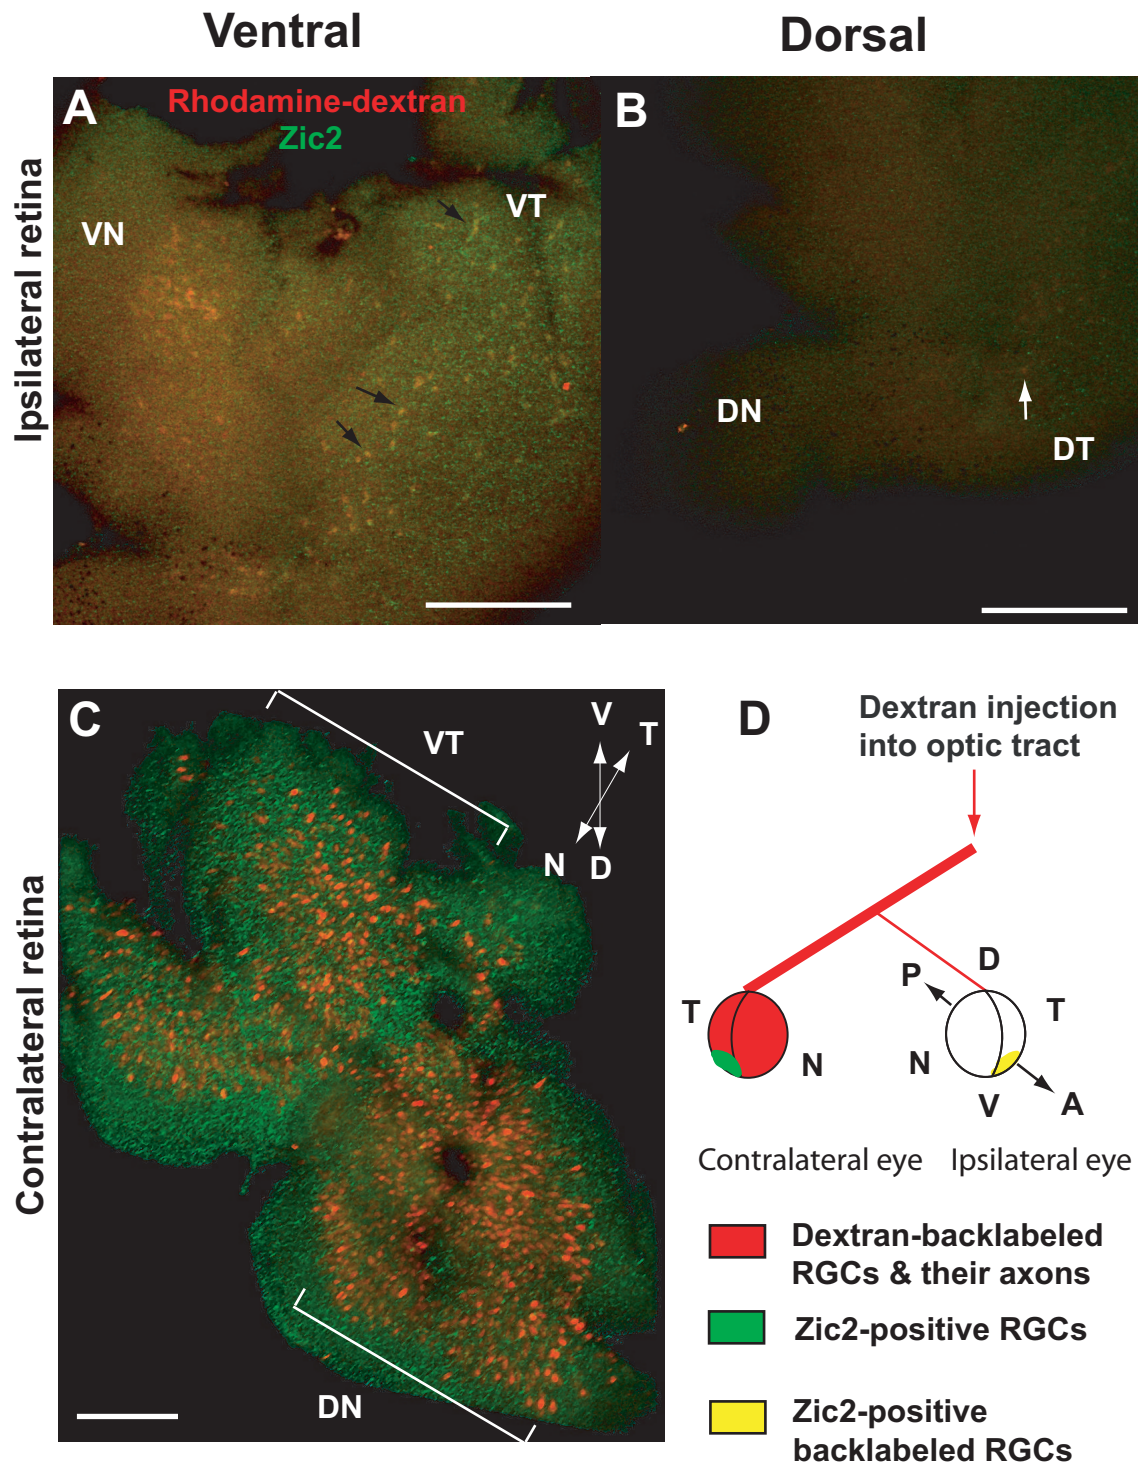 Ventral
Dorsal
Ipsilateral retina
A
Rhodamine-dextran
Zic2
VN
VT
B
DN
DT
Contralateral retina
C
VT
V
T
N
D
DN
D
Dextran injection
into optic tract
P
D
T
T
N
N
V
A
Contralateral eye
Ipsilateral eye
Dextran-backlabeled
RGCs & their axons
Zic2-positive RGCs
Zic2-positive
backlabeled RGCs